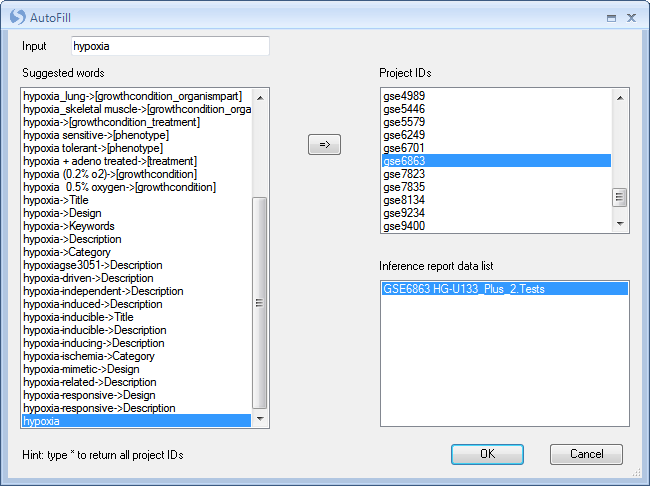 AutoFill
Input
hypoxia
Suggested words
hypoxia_lung->[growthcondition_organismpart]
hypoxia_skeletal muscle->[growthcondition_orga
hypoxia->[growthcondition_treatment]
hypoxia sensitive->[phenotype]
hypoxia tolerant->[phenotype]
hypoxia + adeno treated->[treatment]
hypoxia (0.2% o2)->[growthcondition]
hypoxia  0.5% oxygen->[growthcondition]
hypoxia->Title
hypoxia->Design
hypoxia->Keywords
hypoxia->Description
hypoxia->Category
hypoxiagse3051->Description
hypoxia-driven->Description
hypoxia-independent->Description
hypoxia-induced->Description
hypoxia-inducible->Title
hypoxia-inducible->Description
hypoxia-inducing->Description
hypoxia-ischemia->Category
hypoxia-mimetic->Design
hypoxia-related->Description
hypoxia-responsive->Design
hypoxia-responsive->Description
hypoxia
=>
Project IDs
gse4989
gse5446
gse5579
gse6249
gse6701
gse6863
gse7823
gse7835
gse8134
gse9234
gse9400
Inference report data list
GSE6863 HG-U133_Plus_2.Tests
Hint: type * to return all project IDs
OK
Cancel